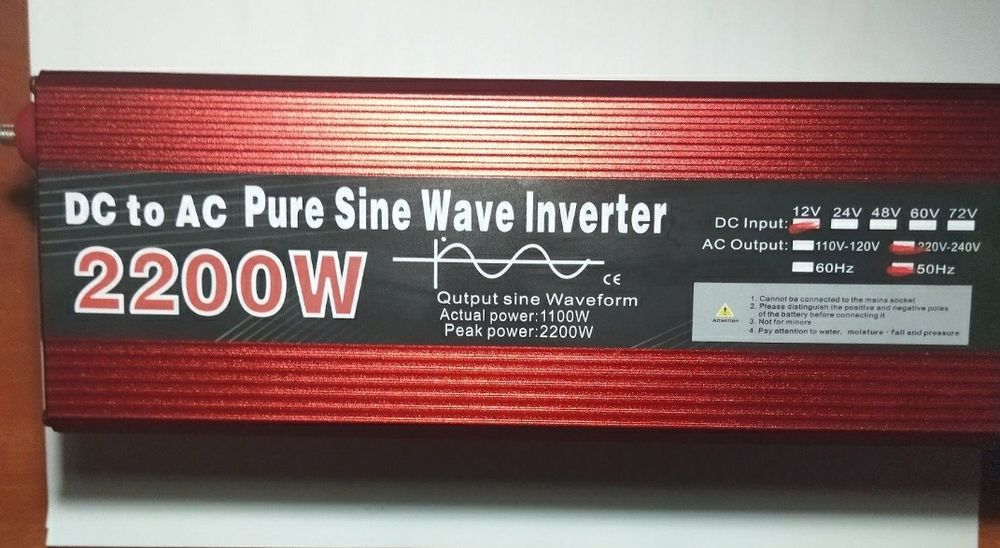 DC to AC Pure Sine Wave Inverter
2200W
CE
Qutput sine Waveform
Actual power:1100W
Peak power:2200W
12V 24V 48V 60V 72V
DC Input:
AC Output: 110V-120V 220V-240V
60Hz 50Hz
Attention
1. Cannot be connected to the mains socket
2. Please distinguish the positive and negative poles
of the battery before connecting it
3. Not for minors
4. Pay attention to water、moisture、fall and pressure